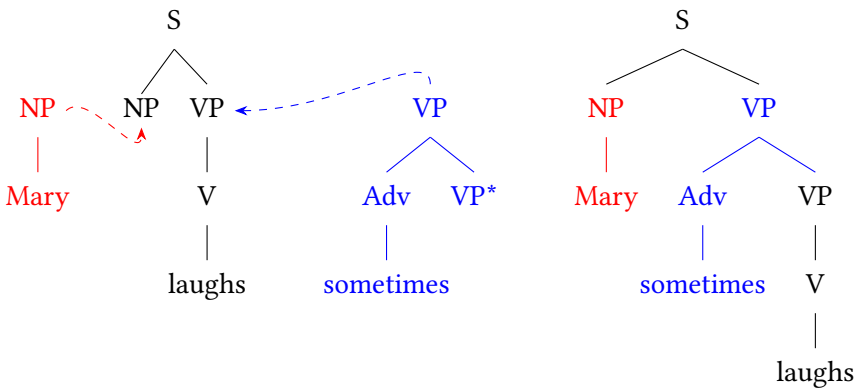 S S
NP NP VP VP NP VP
Mary V Adv VP* Mary Adv VP
laughs sometimes sometimes V
laughs